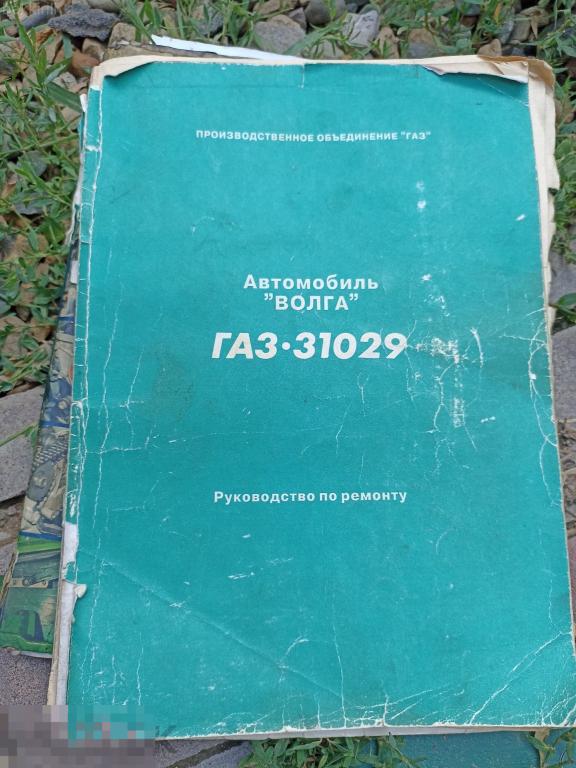 ПРОИЗВОДСТВЕННОЕ ОБЪЕДИНЕНИЕ "ГАЗ"
Автомобиль
"ВОЛГА"
ГАЗ·31029
Руководство по ремонту